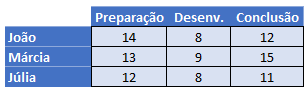 Preparação Desenv. Conclusão
João 14 8 12
Márcia 13 9 15
Júlia 12 8 11